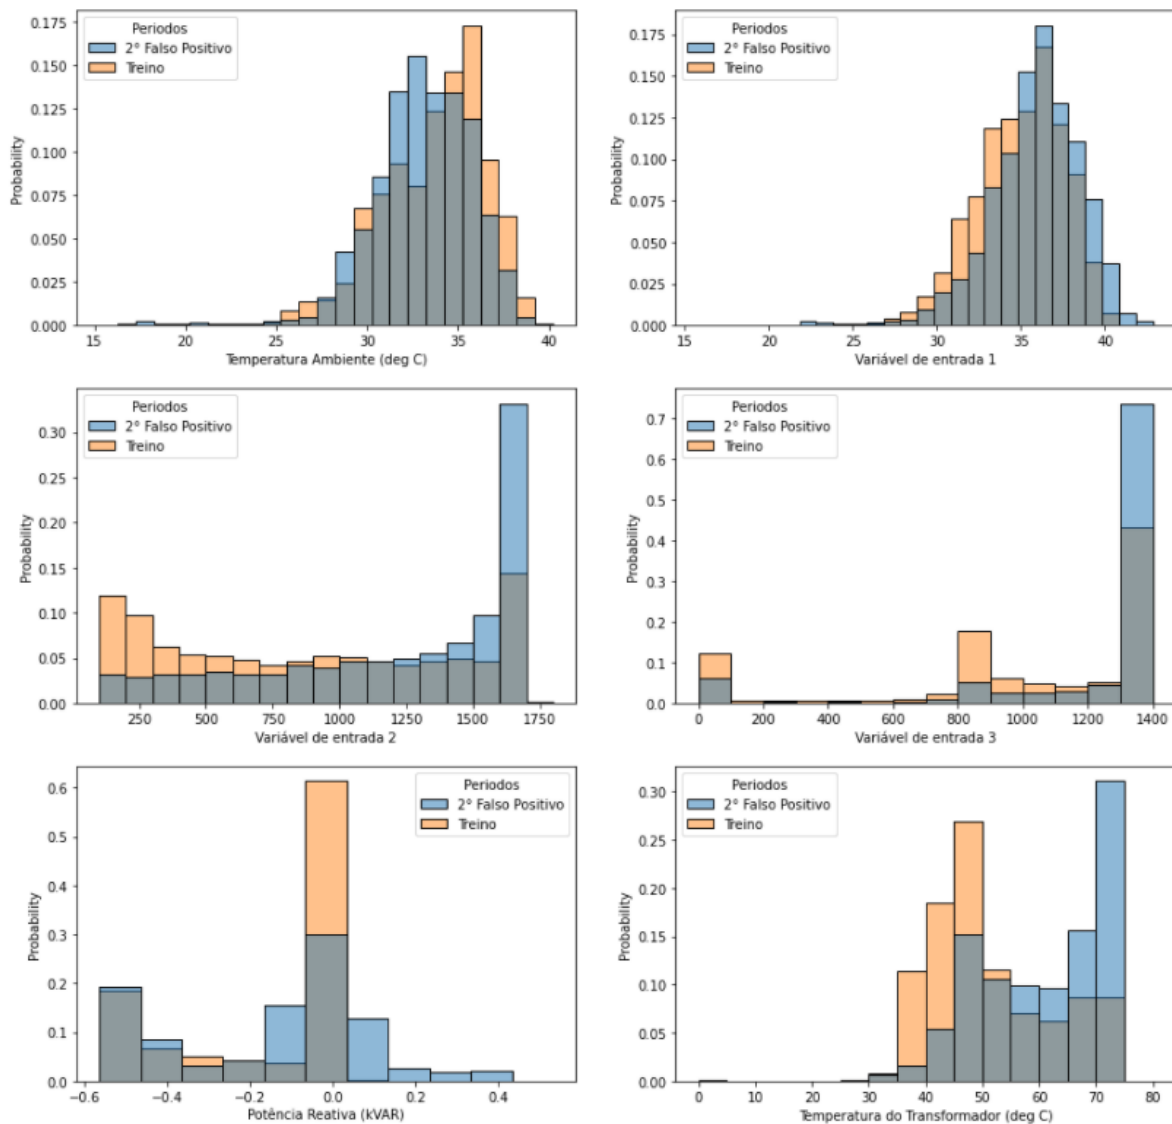 0.175
0.150
0.125
0.100
0.075
0.050
0.025
0.000
Probability
Periodos
2° Falso Positivo
Treino
15 20 25 30 35 40
Temperatura Ambiente (deg C)
0.175
0.150
0.125
0.100
0.075
0.050
0.025
0.000
Probability
Periodos
2° Falso Positivo
Treino
15 20 25 30 35 40
Variável de entrada 1
0.30
0.25
0.20
0.15
0.10
0.05
0.00
Probability
Periodos
2° Falso Positivo
Treino
250 500 750 1000 1250 1500 1750
Variável de entrada 2
0.7
0.6
0.5
0.4
0.3
0.2
0.1
0.0
Probability
Periodos
2° Falso Positivo
Treino
0 200 400 600 800 1000 1200 1400
Variável de entrada 3
0.6
0.5
0.4
0.3
0.2
0.1
0.0
Probability
Periodos
2° Falso Positivo
Treino
−0.6 −0.4 −0.2 0.0 0.2 0.4
Potência Reativa (kVAR)
0.30
0.25
0.20
0.15
0.10
0.05
0.00
Probability
Periodos
2° Falso Positivo
Treino
0 10 20 30 40 50 60 70 80
Temperatura do Transformador (deg C)